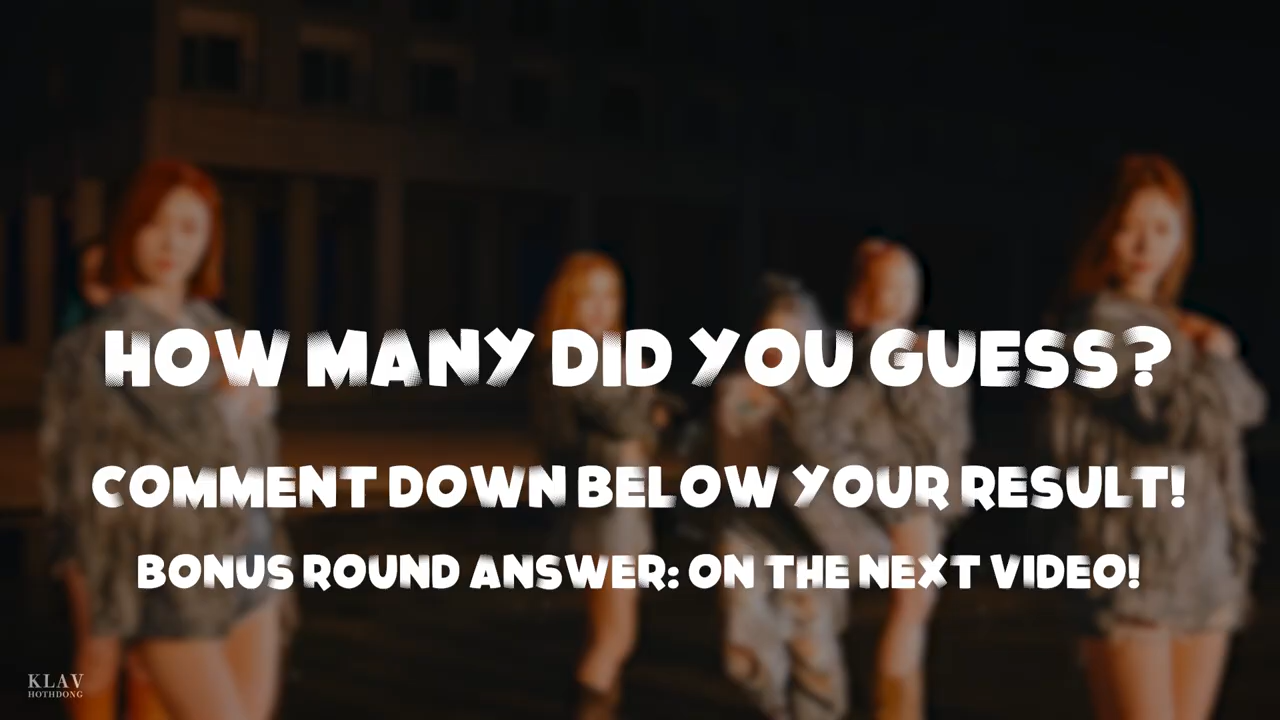 HOW MANY DID YOU GUESS?
COMMENT DOWN BELOW YOUR RESULT!
BONUS ROUND ANSWER: ON THE NEXT VIDEO!
KLAV
HOTHDONG